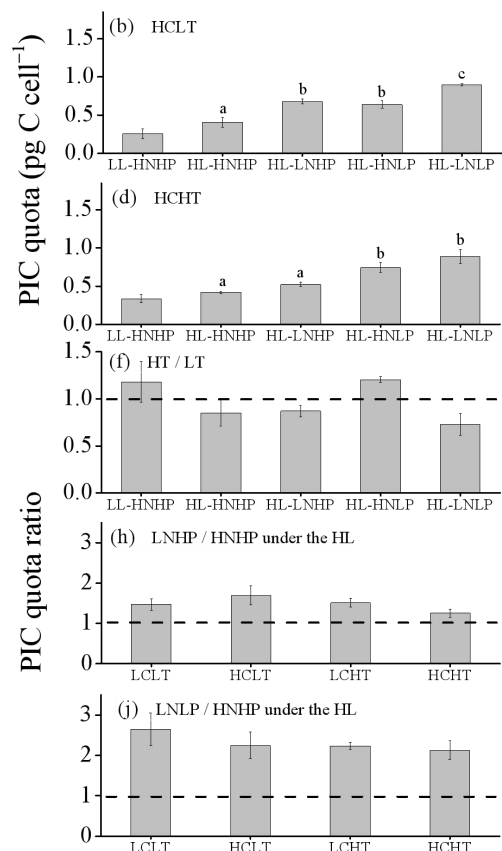 (b) HCLT
1.5
1.0
0.5
0.0
a
b
b
c
LL-HNHP HL-HNHP HL-LNHP HL-HNLP HL-LNLP
PIC quota (pg C cell⁻¹)
(d) HCHT
1.5
1.0
0.5
0.0
a
a
b
b
LL-HNHP HL-HNHP HL-LNHP HL-HNLP HL-LNLP
(f) HT / LT
1.5
1.0
0.5
0.0
LL-HNHP HL-HNHP HL-LNHP HL-HNLP HL-LNLP
PIC quota ratio
(h) LNHP / HNHP under the HL
3
2
1
0
LCLT HCLT LCHT HCHT
(j) LNLP / HNHP under the HL
3
2
1
0
LCLT HCLT LCHT HCHT